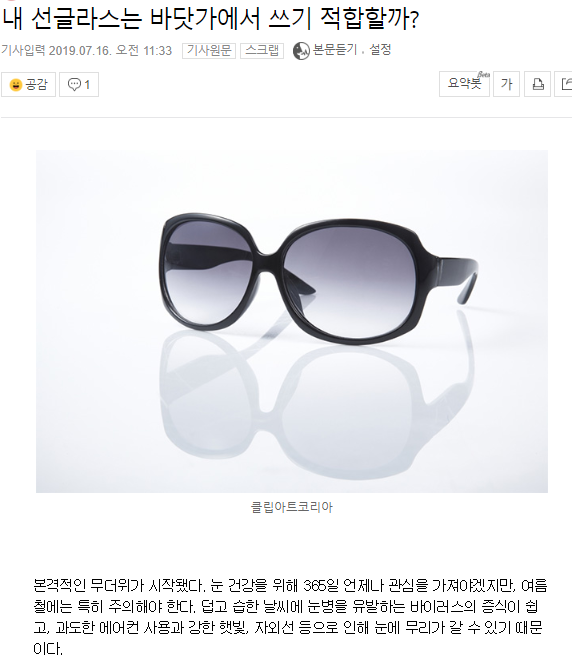 내 선글라스는 바닷가에서 쓰기 적합할까?
기사입력 2019.07.16. 오전 11:33 기사원문 스크랩 본문듣기 · 설정
공감 1 요약봇 Beta 가
클립아트코리아
본격적인 무더위가 시작됐다. 눈 건강을 위해 365일 언제나 관심을 가져야겠지만, 여름
철에는 특히 주의해야 한다. 덥고 습한 날씨에 눈병을 유발하는 바이러스의 증식이 쉽
고, 과도한 에어컨 사용과 강한 햇빛, 자외선 등으로 인해 눈에 무리가 갈 수 있기 때문
이다.